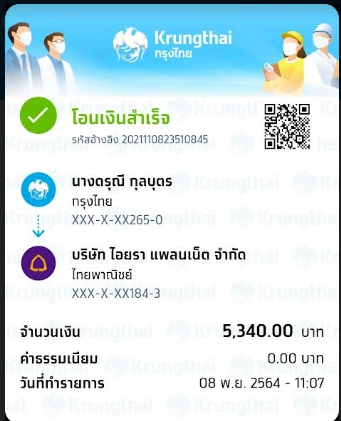 Krungthai
กรุงไทย
โอนเงินสำเร็จ
รหัสอ้างอิง 2021110823510845
นางดรุณี กุลบุตร
กรุงไทย
XXX-X-XX265-0
บริษัท ไอยรา แพลนเน็ต จำกัด
ไทยพาณิชย์
XXX-X-XX184-3
จำนวนเงิน 5,340.00 บาท
ค่าธรรมเนียม 0.00 บาท
วันที่ทำรายการ 08 พ.ย. 2564 - 11:07